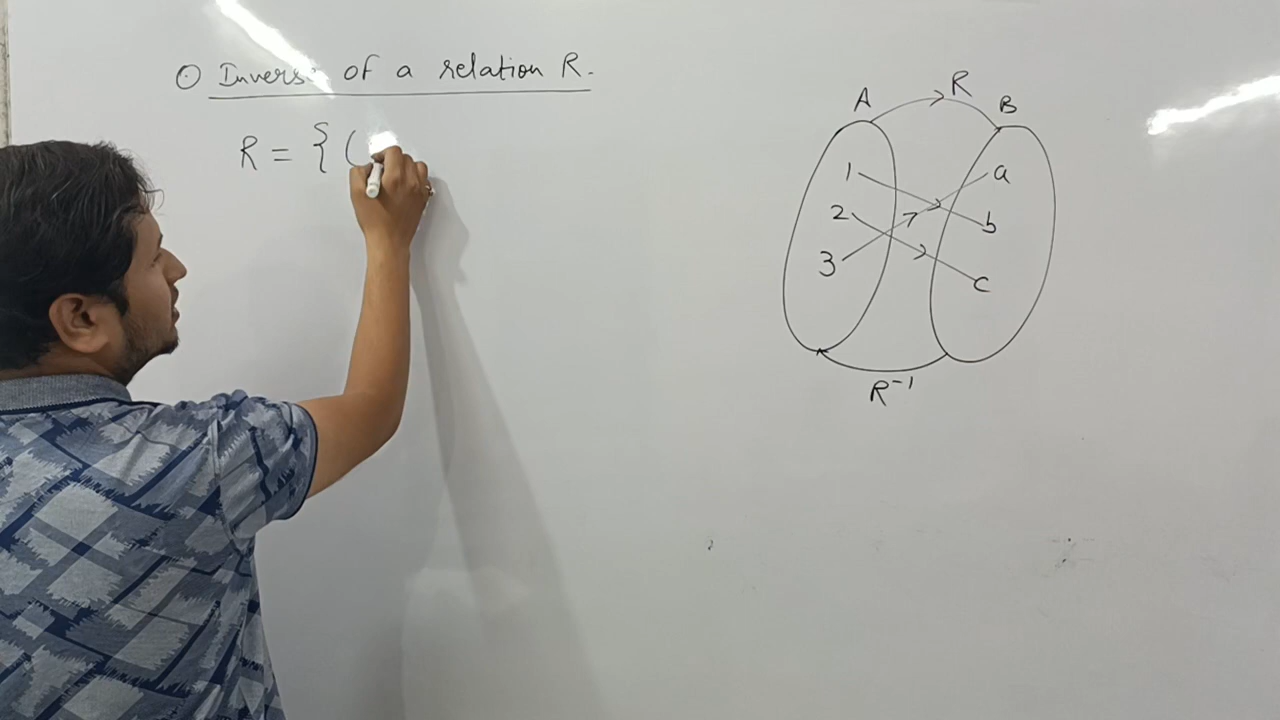 ⊙ Inverse of a relation R.
R = { (
R
A B
1 a
2 b
3 c
R⁻¹